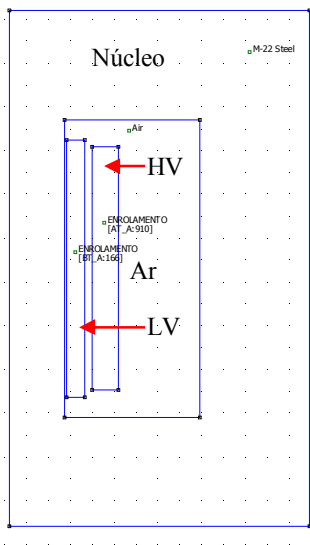 Núcleo
M-22 Steel
Air
HV
ENROLAMENTO
[AT_A:910]
ENROLAMENTO
[BT_A:166]
Ar
LV